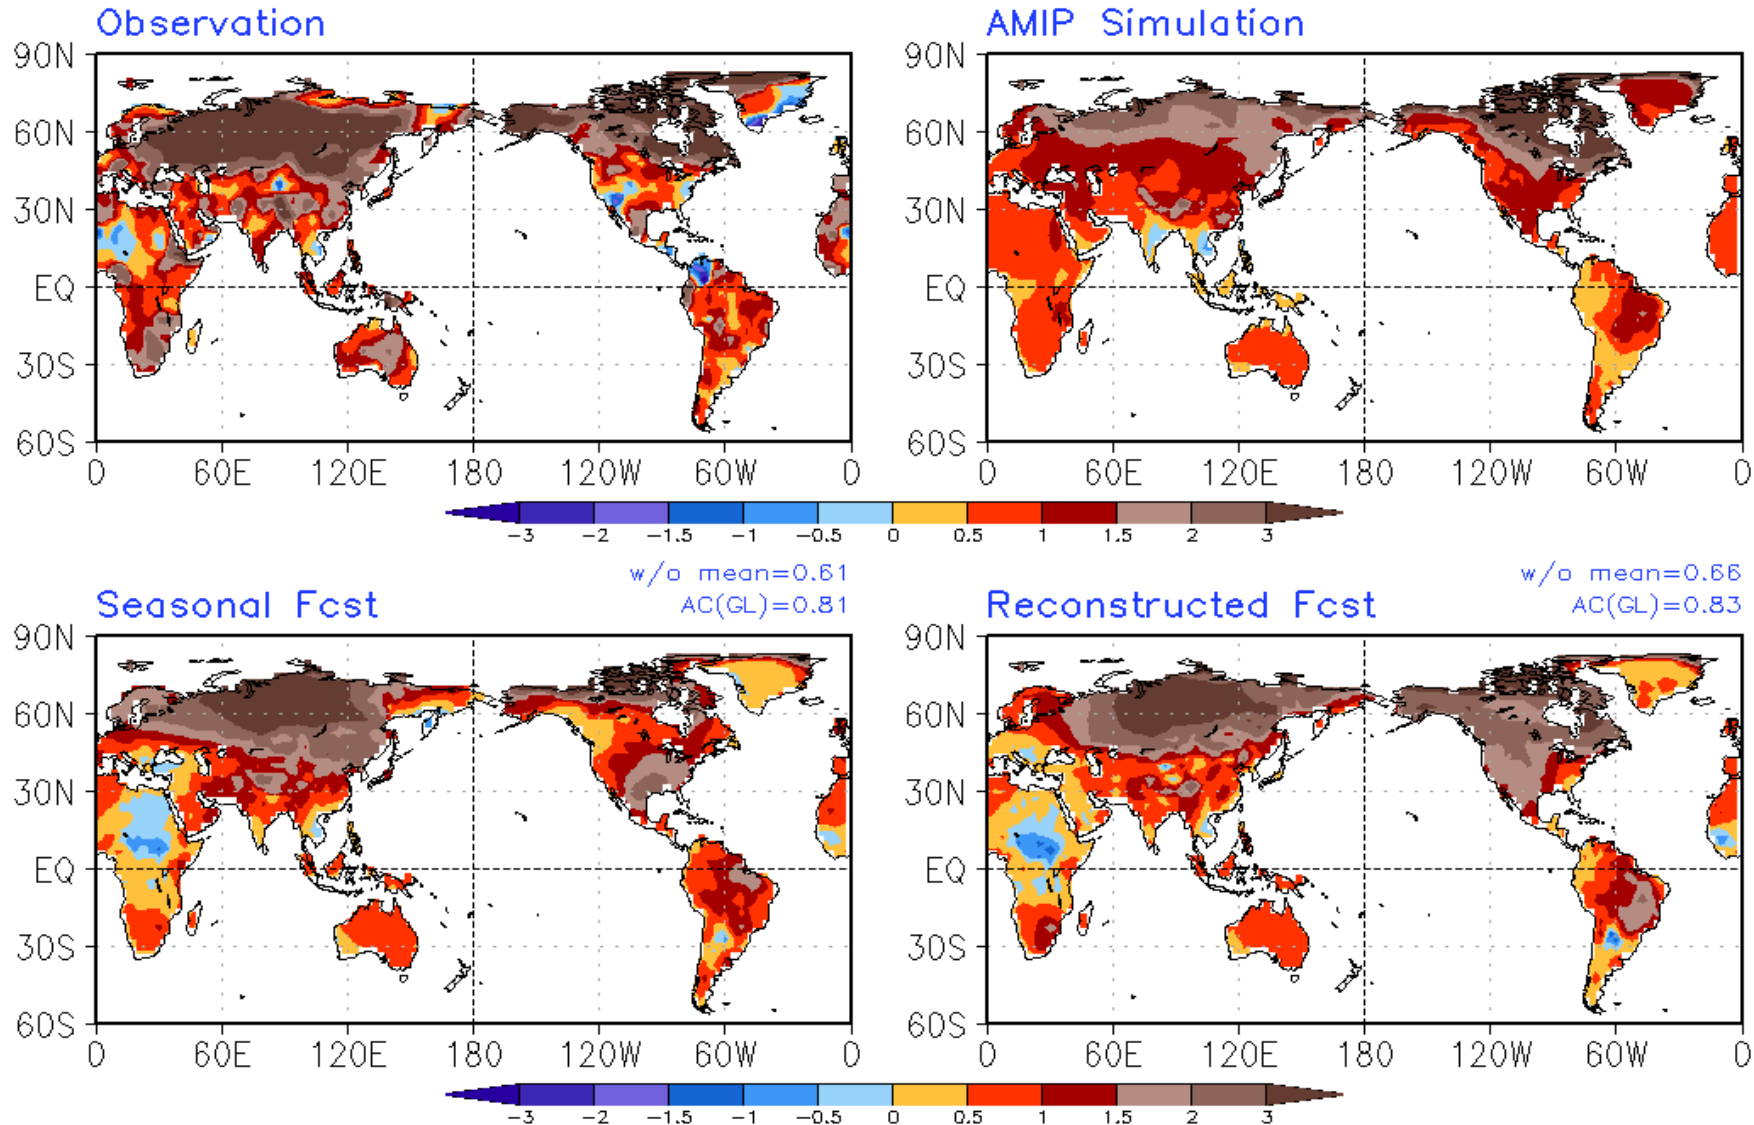 Observation
AMIP Simulation
90N
60N
30N
EQ
30S
60S
0 60E 120E 180 120W 60W 0
90N
60N
30N
EQ
30S
60S
0 60E 120E 180 120W 60W 0
-3 -2 -1.5 -1 -0.5 0 0.5 1 1.5 2 3
w/o mean=0.61
Seasonal Fcst AC(GL)=0.81
w/o mean=0.66
Reconstructed Fcst AC(GL)=0.83
90N
60N
30N
EQ
30S
60S
0 60E 120E 180 120W 60W 0
90N
60N
30N
EQ
30S
60S
0 60E 120E 180 120W 60W 0
-3 -2 -1.5 -1 -0.5 0 0.5 1 1.5 2 3